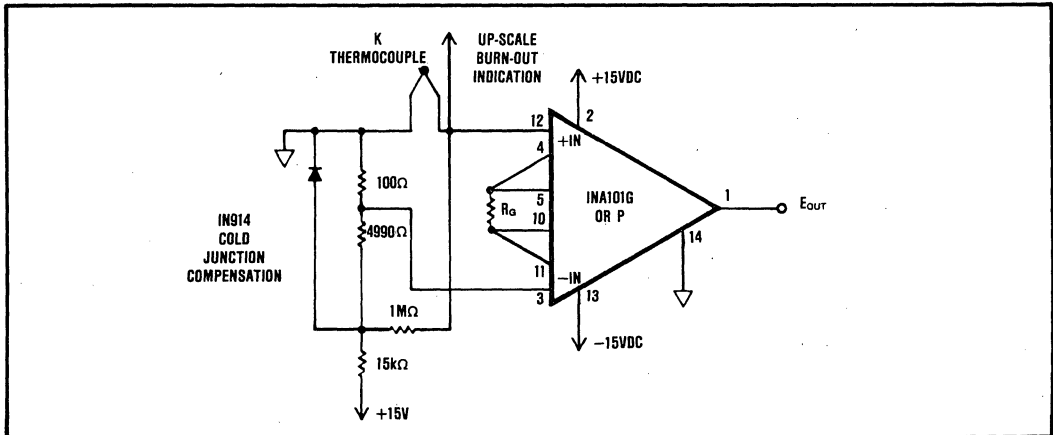 K
THERMOCOUPLE
UP-SCALE
BURN-OUT
INDICATION
+15VDC
2
12
+IN
4
100Ω
5
RG
10
INA101G
OR P
1
EOUT
IN914
COLD
JUNCTION
COMPENSATION
4990Ω
14
11
−IN
3
13
1MΩ
−15VDC
15kΩ
+15V